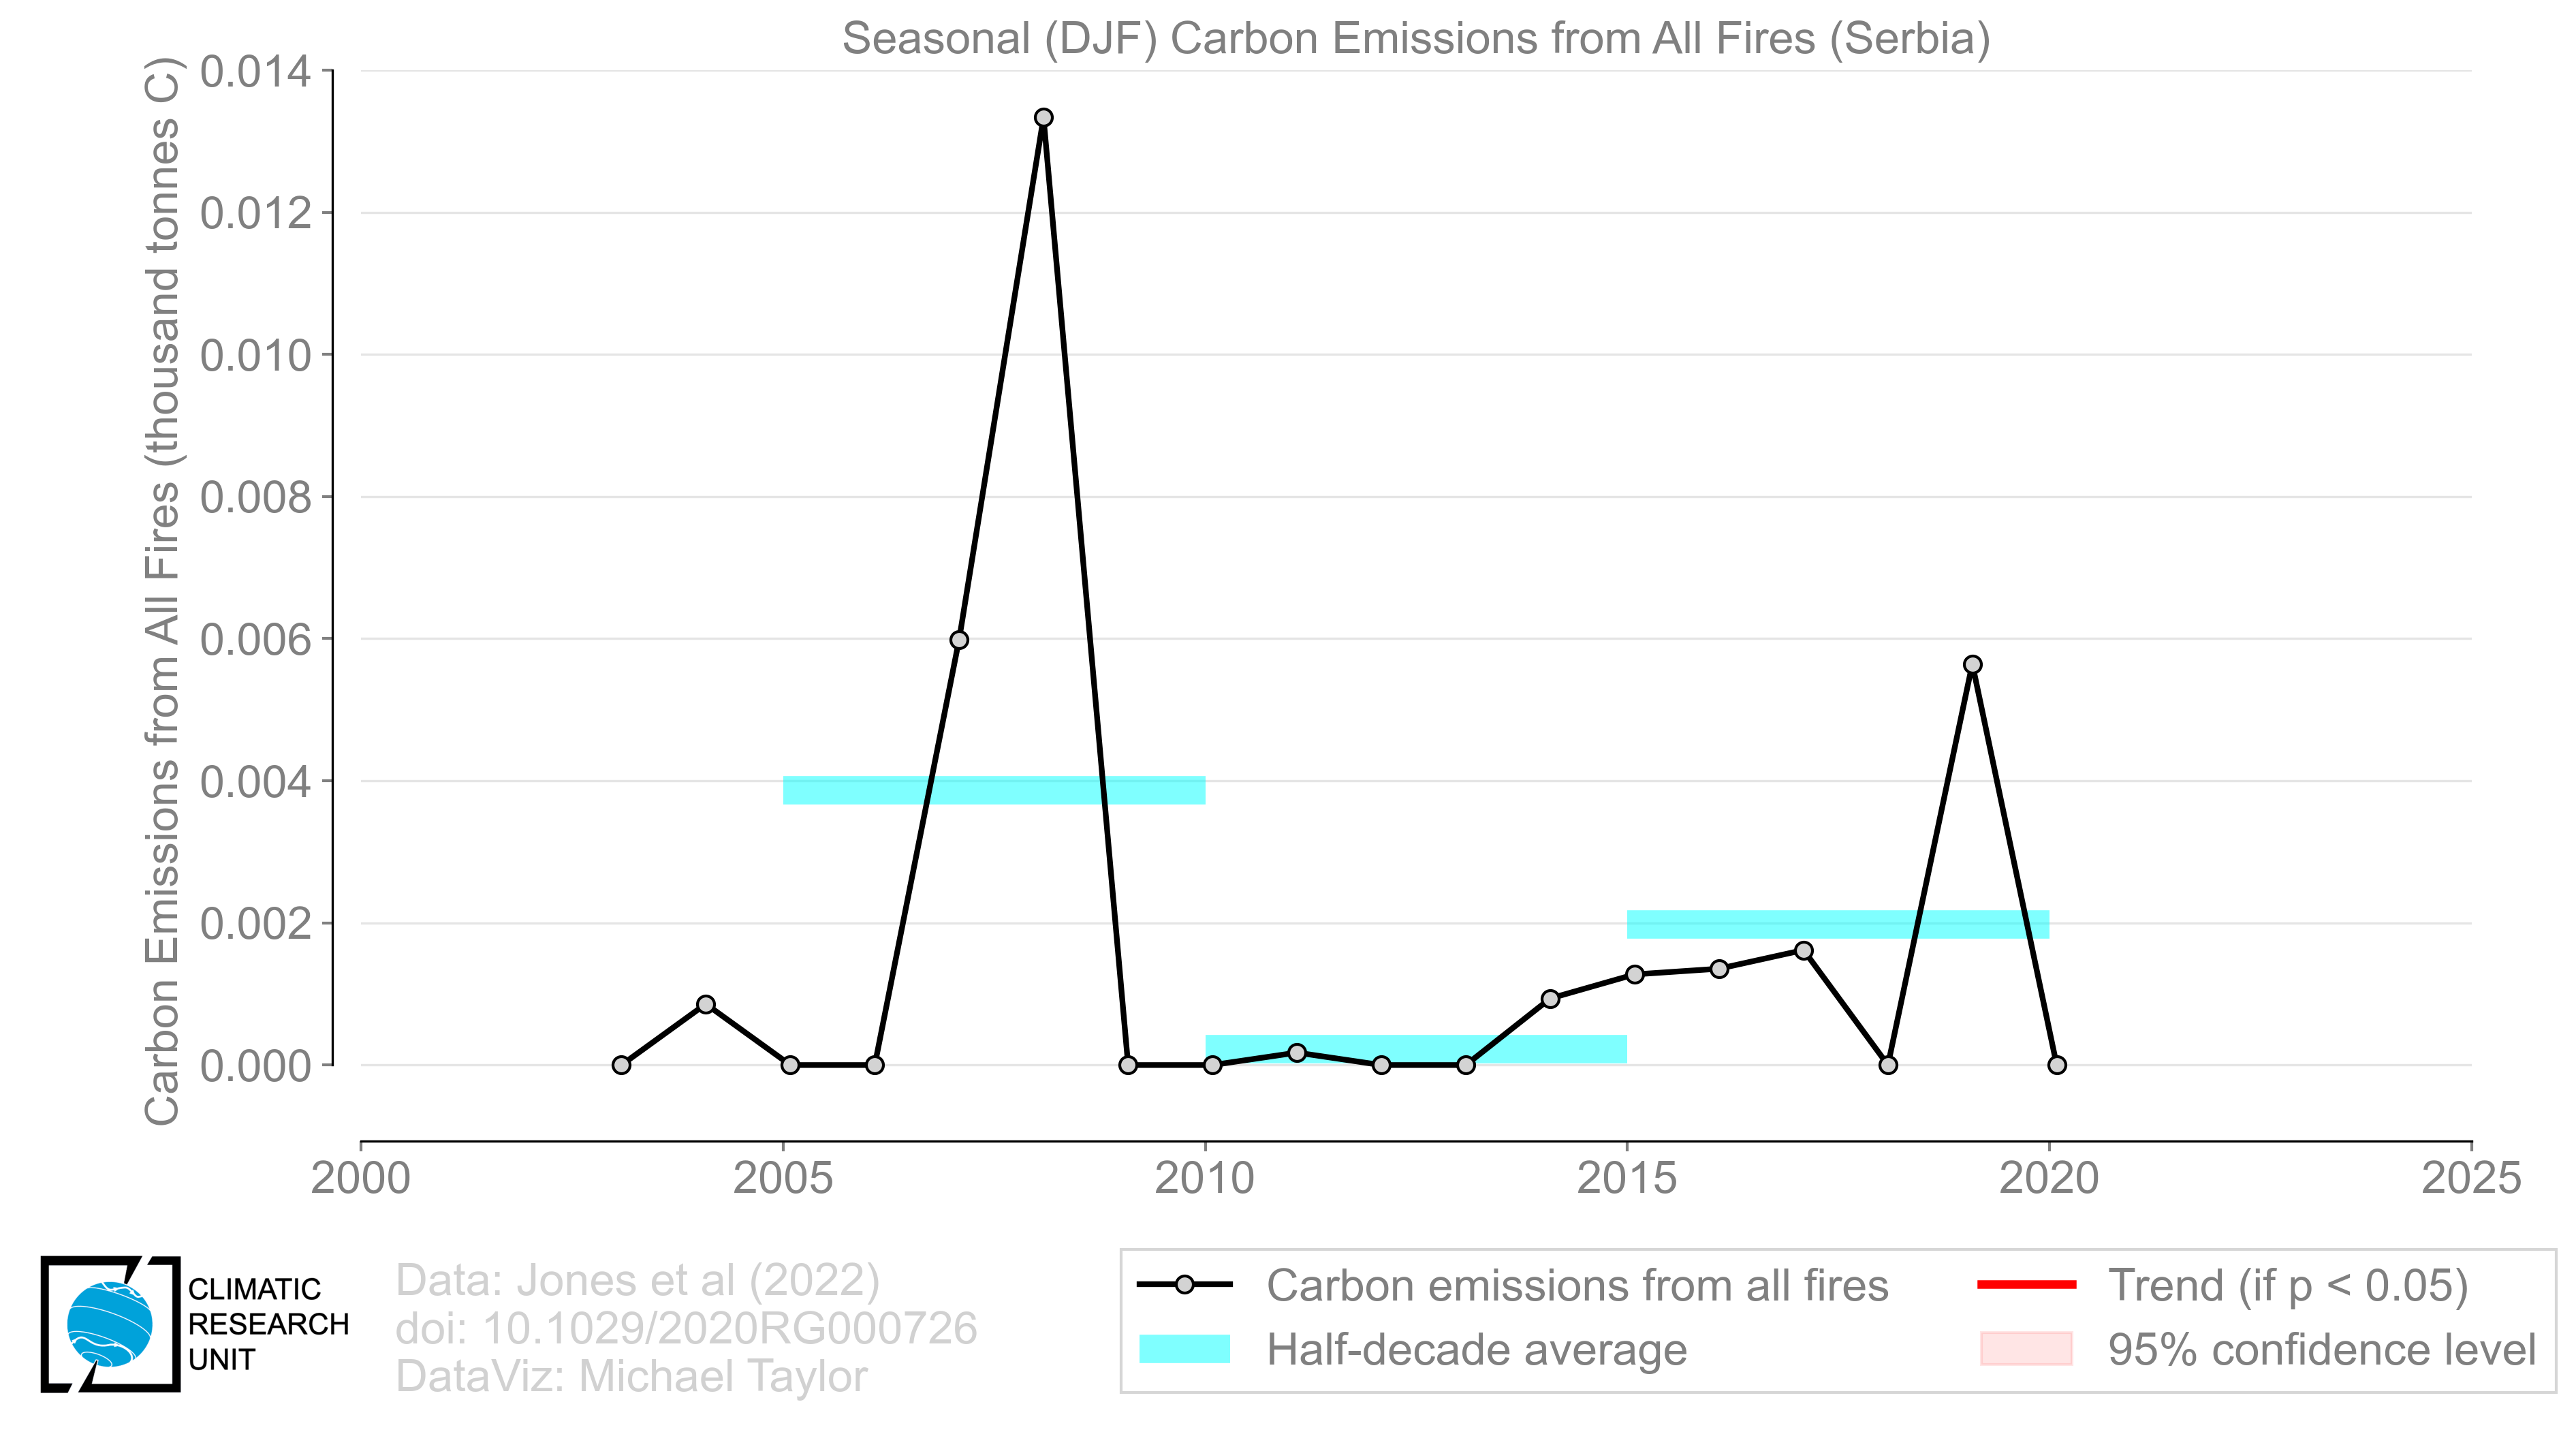 Seasonal (DJF) Carbon Emissions from All Fires (Serbia)
Carbon Emissions from All Fires (thousand tonnes C)
0.014
0.012
0.010
0.008
0.006
0.004
0.002
0.000
2000
2005
2010
2015
2020
2025
CLIMATIC
RESEARCH
UNIT
Data: Jones et al (2022)
doi: 10.1029/2020RG000726
DataViz: Michael Taylor
Carbon emissions from all fires
Half-decade average
Trend (if p < 0.05)
95% confidence level